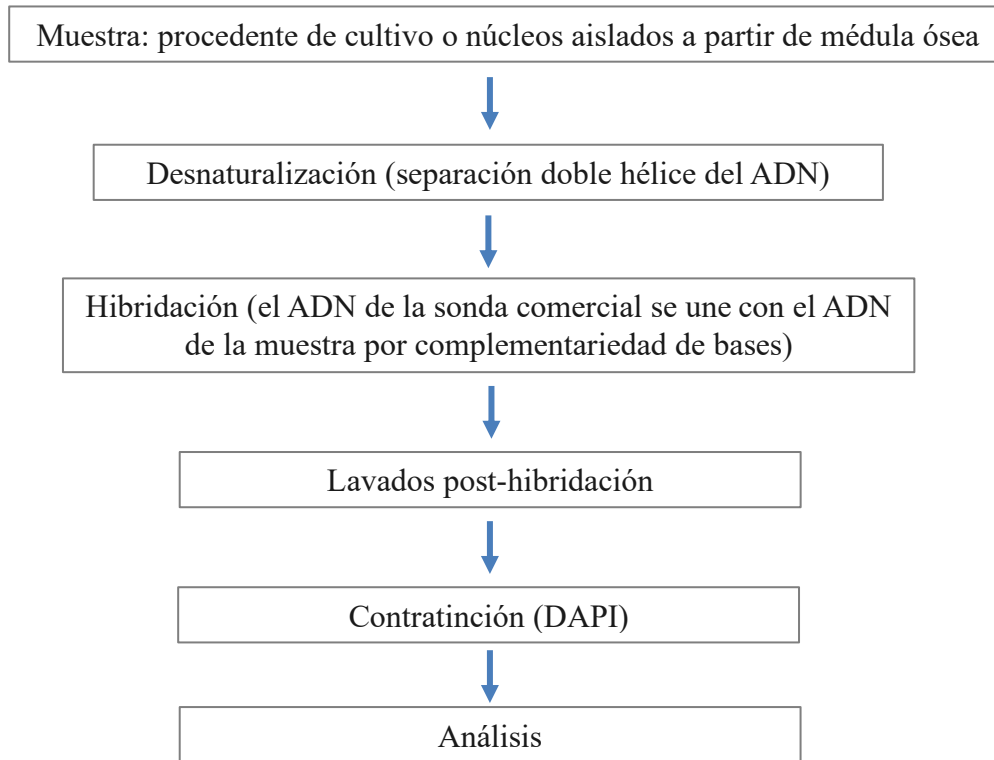 Muestra: procedente de cultivo o núcleos aislados a partir de médula ósea
Desnaturalización (separación doble hélice del ADN)
Hibridación (el ADN de la sonda comercial se une con el ADN
de la muestra por complementariedad de bases)
Lavados post-hibridación
Contratinción (DAPI)
Análisis